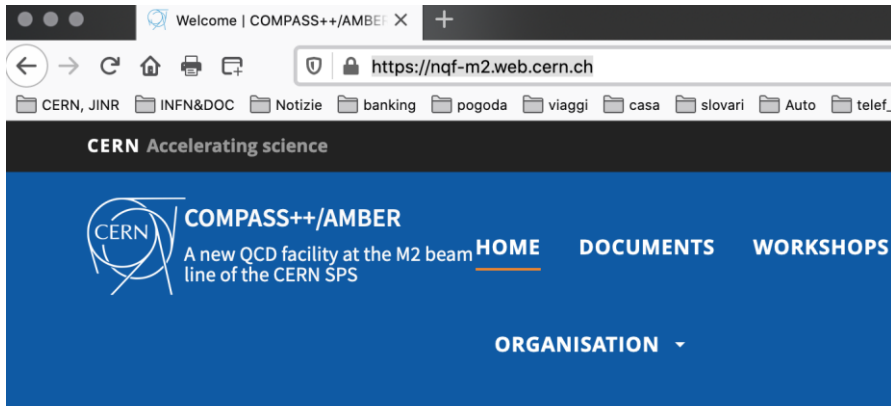 Welcome | COMPASS++/AMBER
https://nqf-m2.web.cern.ch
CERN, JINR INFN&DOC Notizie banking pogoda viaggi casa slovari Auto telef_
CERN Accelerating science
CERN
COMPASS++/AMBER
A new QCD facility at the M2 beam
line of the CERN SPS
HOME DOCUMENTS WORKSHOPS
ORGANISATION